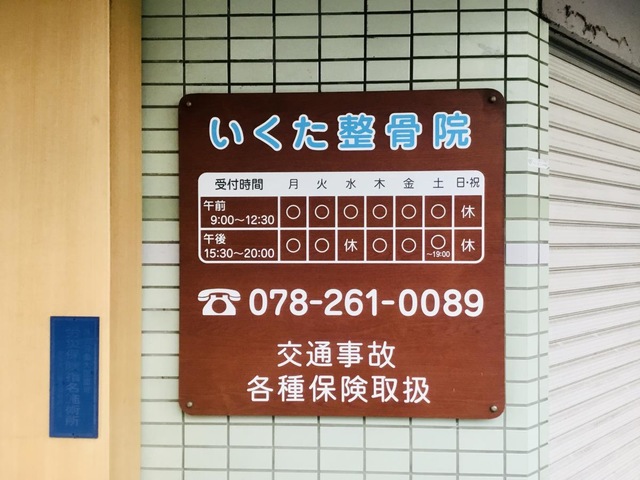 いくた整骨院
受付時間 月 火 水 木 金 土 日・祝
午前 9:00〜12:30 ○ ○ ○ ○ ○ ○ 休
午後 15:30〜20:00 ○ ○ 休 ○ ○ ○〜19:00 休
☎ 078-261-0089
交通事故
各種保険取扱